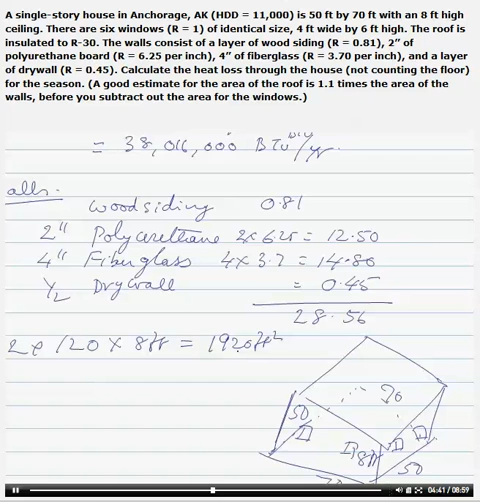 A single-story house in Anchorage, AK (HDD = 11,000) is 50 ft by 70 ft with an 8 ft high
ceiling. There are six windows (R = 1) of identical size, 4 ft wide by 6 ft high. The roof is
insulated to R-30. The walls consist of a layer of wood siding (R = 0.81), 2” of
polyurethane board (R = 6.25 per inch), 4” of fiberglass (R = 3.70 per inch), and a layer
of drywall (R = 0.45). Calculate the heat loss through the house (not counting the floor)
for the season. (A good estimate for the area of the roof is 1.1 times the area of the
walls, before you subtract out the area for the windows.)
= 38,016,000 BTU/yr.
alls.
Woodsiding 0.81
2" Polyurethane 2x6.25 = 12.50
4" Fiberglass 4x3.7 = 14.80
1/2 Drywall = 0.45
28.56
2x 120 x 8ft = 1920ft²
70
50
8ft
50
04:41 / 08:59